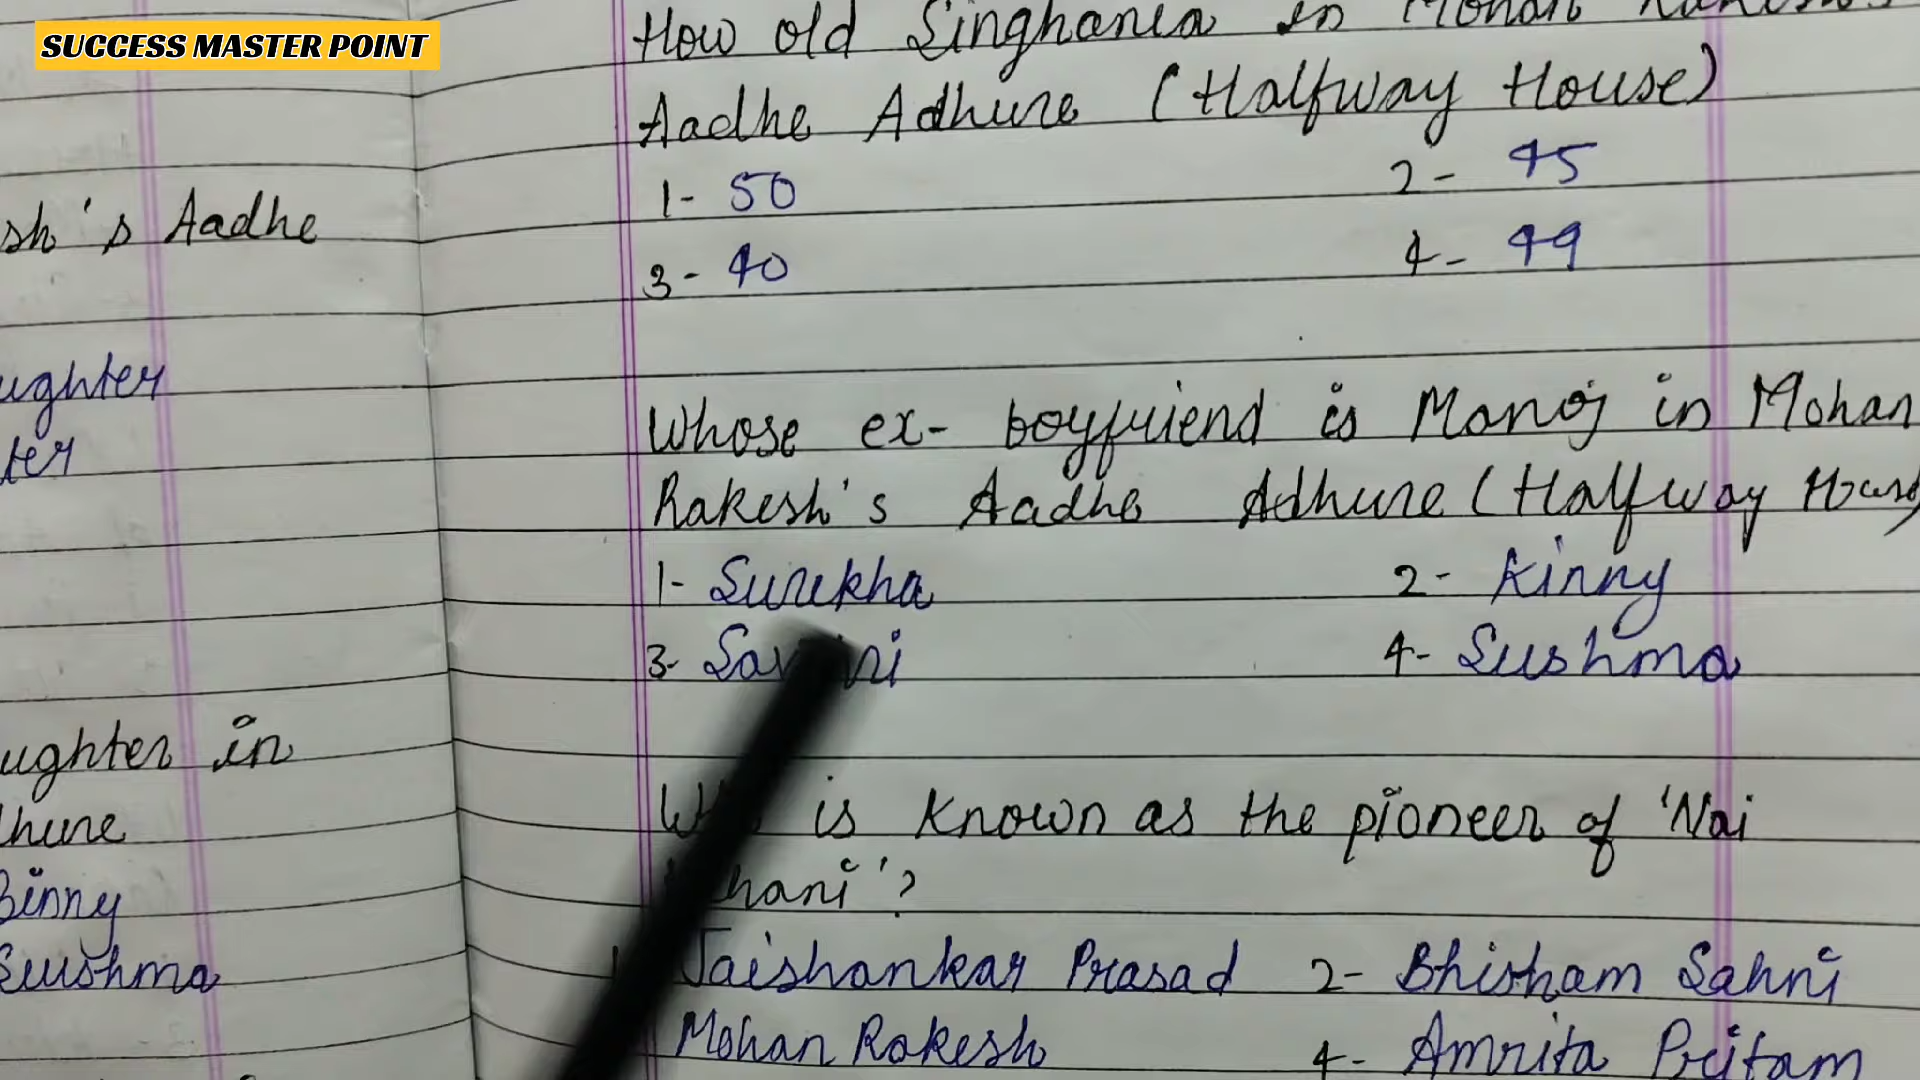 SUCCESS MASTER POINT
sh's Aadhe
ughter
ter
ughter in
hure
Binny
Sushma
How old Singhania in Mohan
Aadhe Adhure (Halfway House)
1- 50 2- 45
3- 40 4- 49
Whose ex- boyfriend is Manoj in Mohan
Rakesh's Aadhe Adhure (Halfway House)
1- Surekha 2- Kinny
3- 4- Sushma
is known as the pioneer of 'Nai
hani'?
Jaishankar Prasad 2- Bhisham Sahni
Mohan Rakesh 4- Amrita Pritam